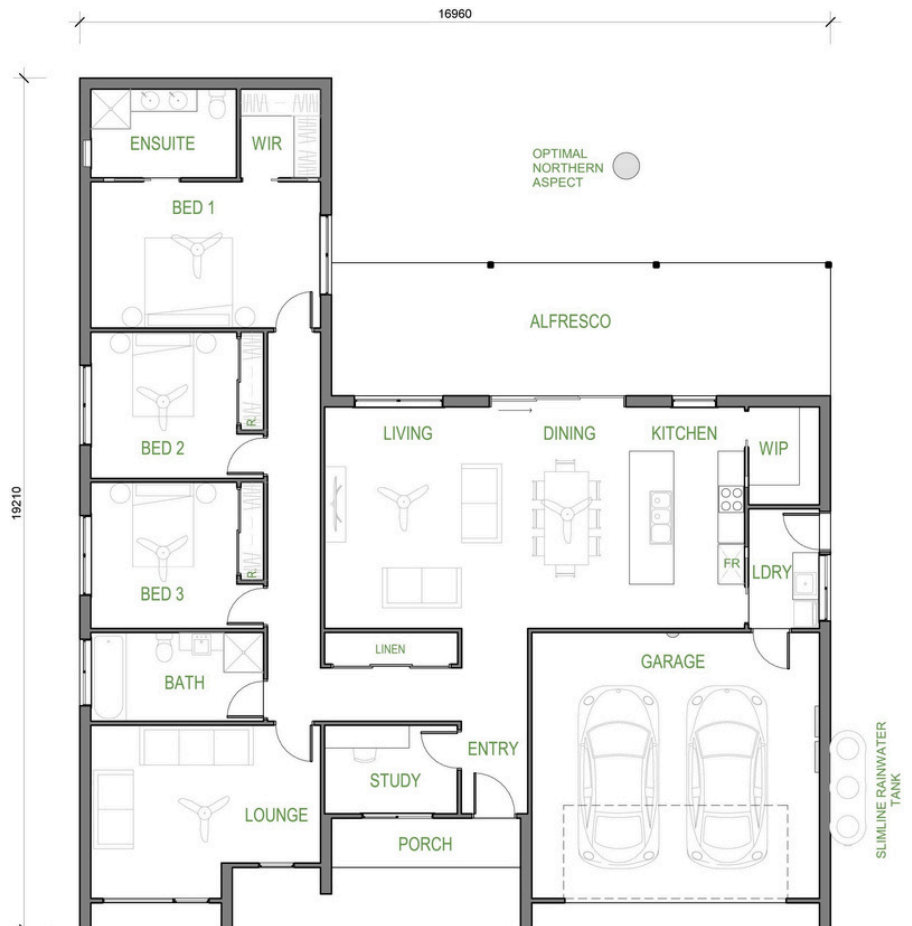 16960
ENSUITE
WIR
OPTIMAL
NORTHERN
ASPECT
BED 1
ALFRESCO
R.
BED 2
LIVING
DINING
KITCHEN
WIP
19210
R.
BED 3
FR
LDRY
LINEN
BATH
GARAGE
ENTRY
STUDY
LOUNGE
PORCH
SLIMLINE RAINWATER
TANK